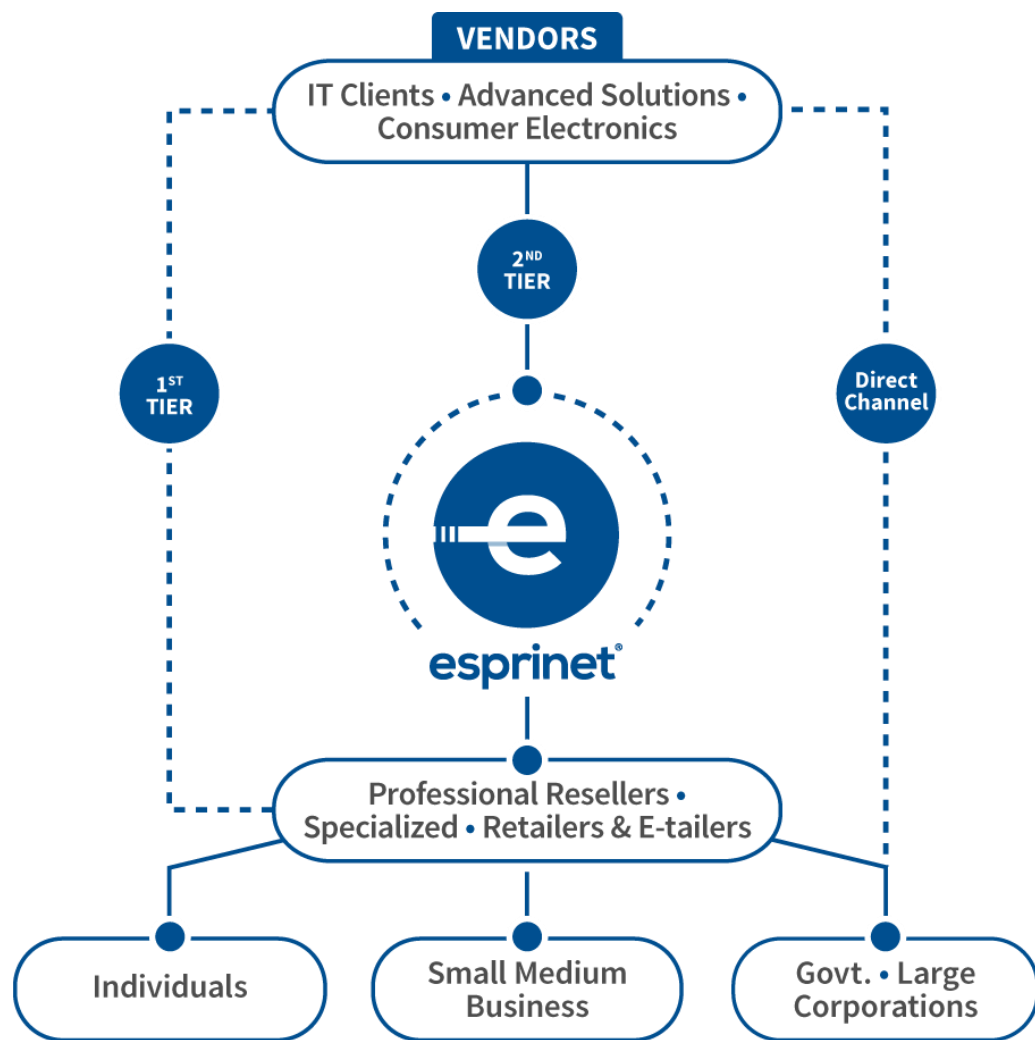 VENDORS
IT Clients • Advanced Solutions •
Consumer Electronics
2ND
TIER
1ST
TIER
Direct
Channel
e
esprinet®
Professional Resellers •
Specialized • Retailers & E-tailers
Individuals
Small Medium
Business
Govt. • Large
Corporations